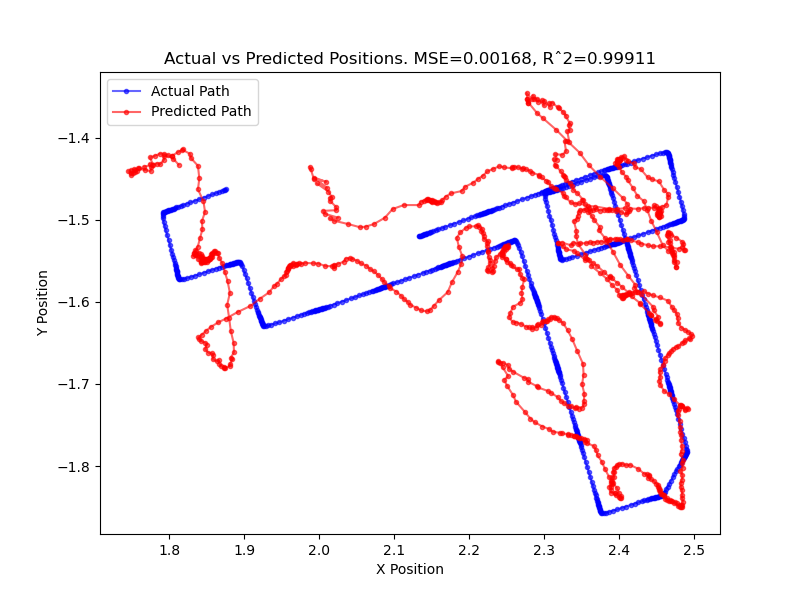 Actual vs Predicted Positions. MSE=0.00168, Rˆ2=0.99911
Actual Path
Predicted Path
−1.4
−1.5
−1.6
−1.7
−1.8
Y Position
1.8 1.9 2.0 2.1 2.2 2.3 2.4 2.5
X Position